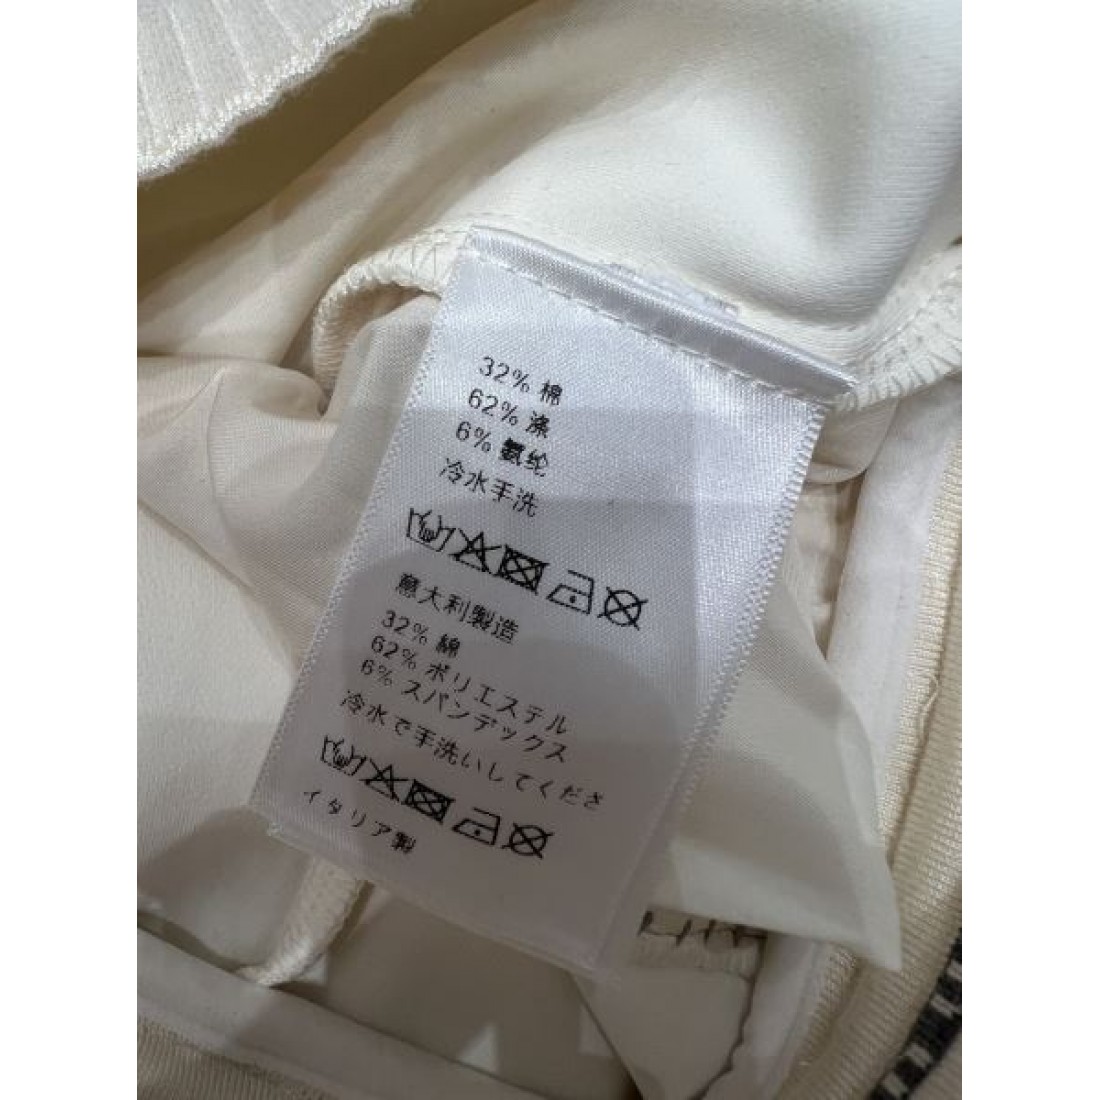 32% 棉
62% 涤
6% 氨纶
冷水手洗
意大利製造
32% 綿
62% ポリエステル
6% スパンデックス
冷水で手洗いしてくださ
イタリア製